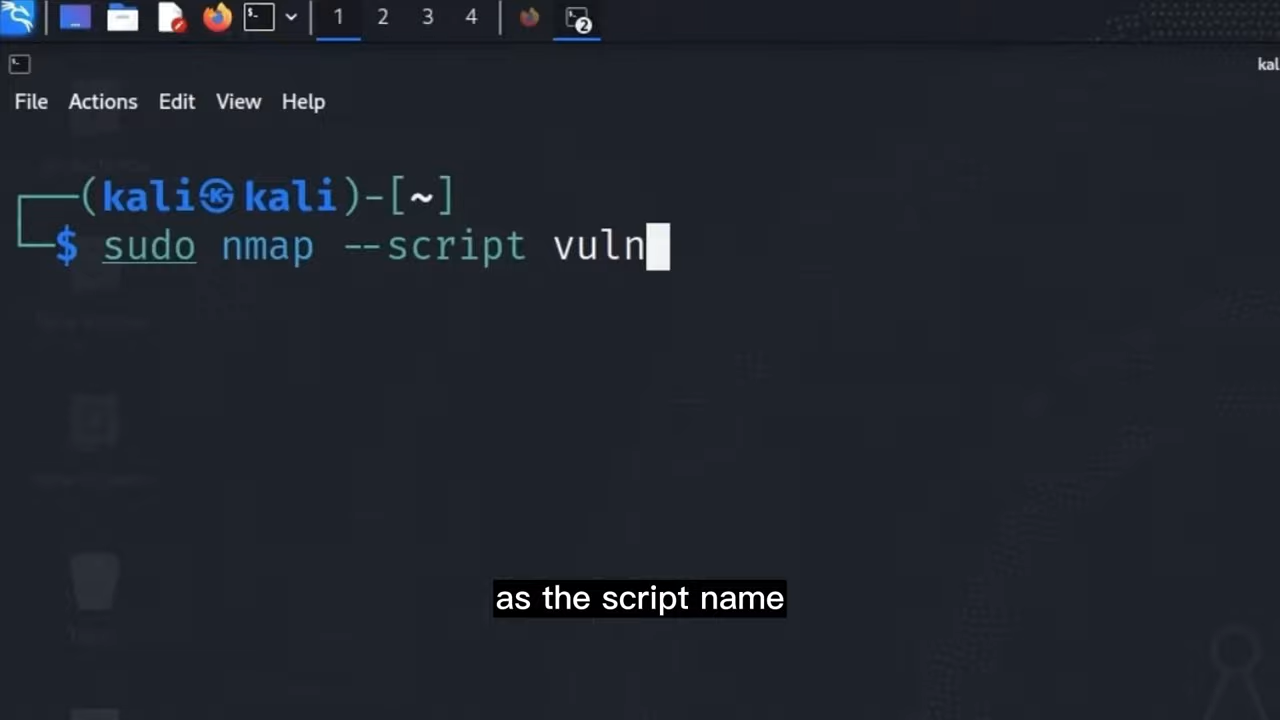 1 2 3 4 2
kal
File Actions Edit View Help
(kali㉿kali)-[~]
$ sudo nmap --script vuln
as the script name